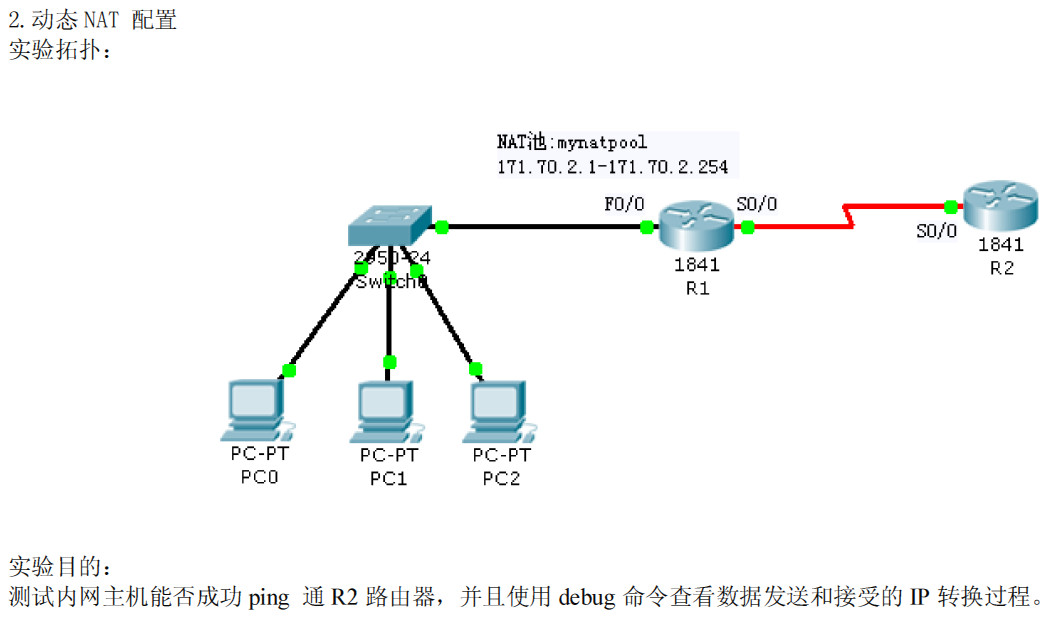 2.动态NAT 配置
实验拓扑：
NAT池:mynatpool
171.70.2.1-171.70.2.254
F0/0
S0/0
S0/0
1841
R2
1841
R1
2950-24
Switch0
PC-PT
PC0
PC-PT
PC1
PC-PT
PC2
实验目的：
测试内网主机能否成功 ping 通 R2 路由器，并且使用 debug 命令查看数据发送和接受的 IP 转换过程。